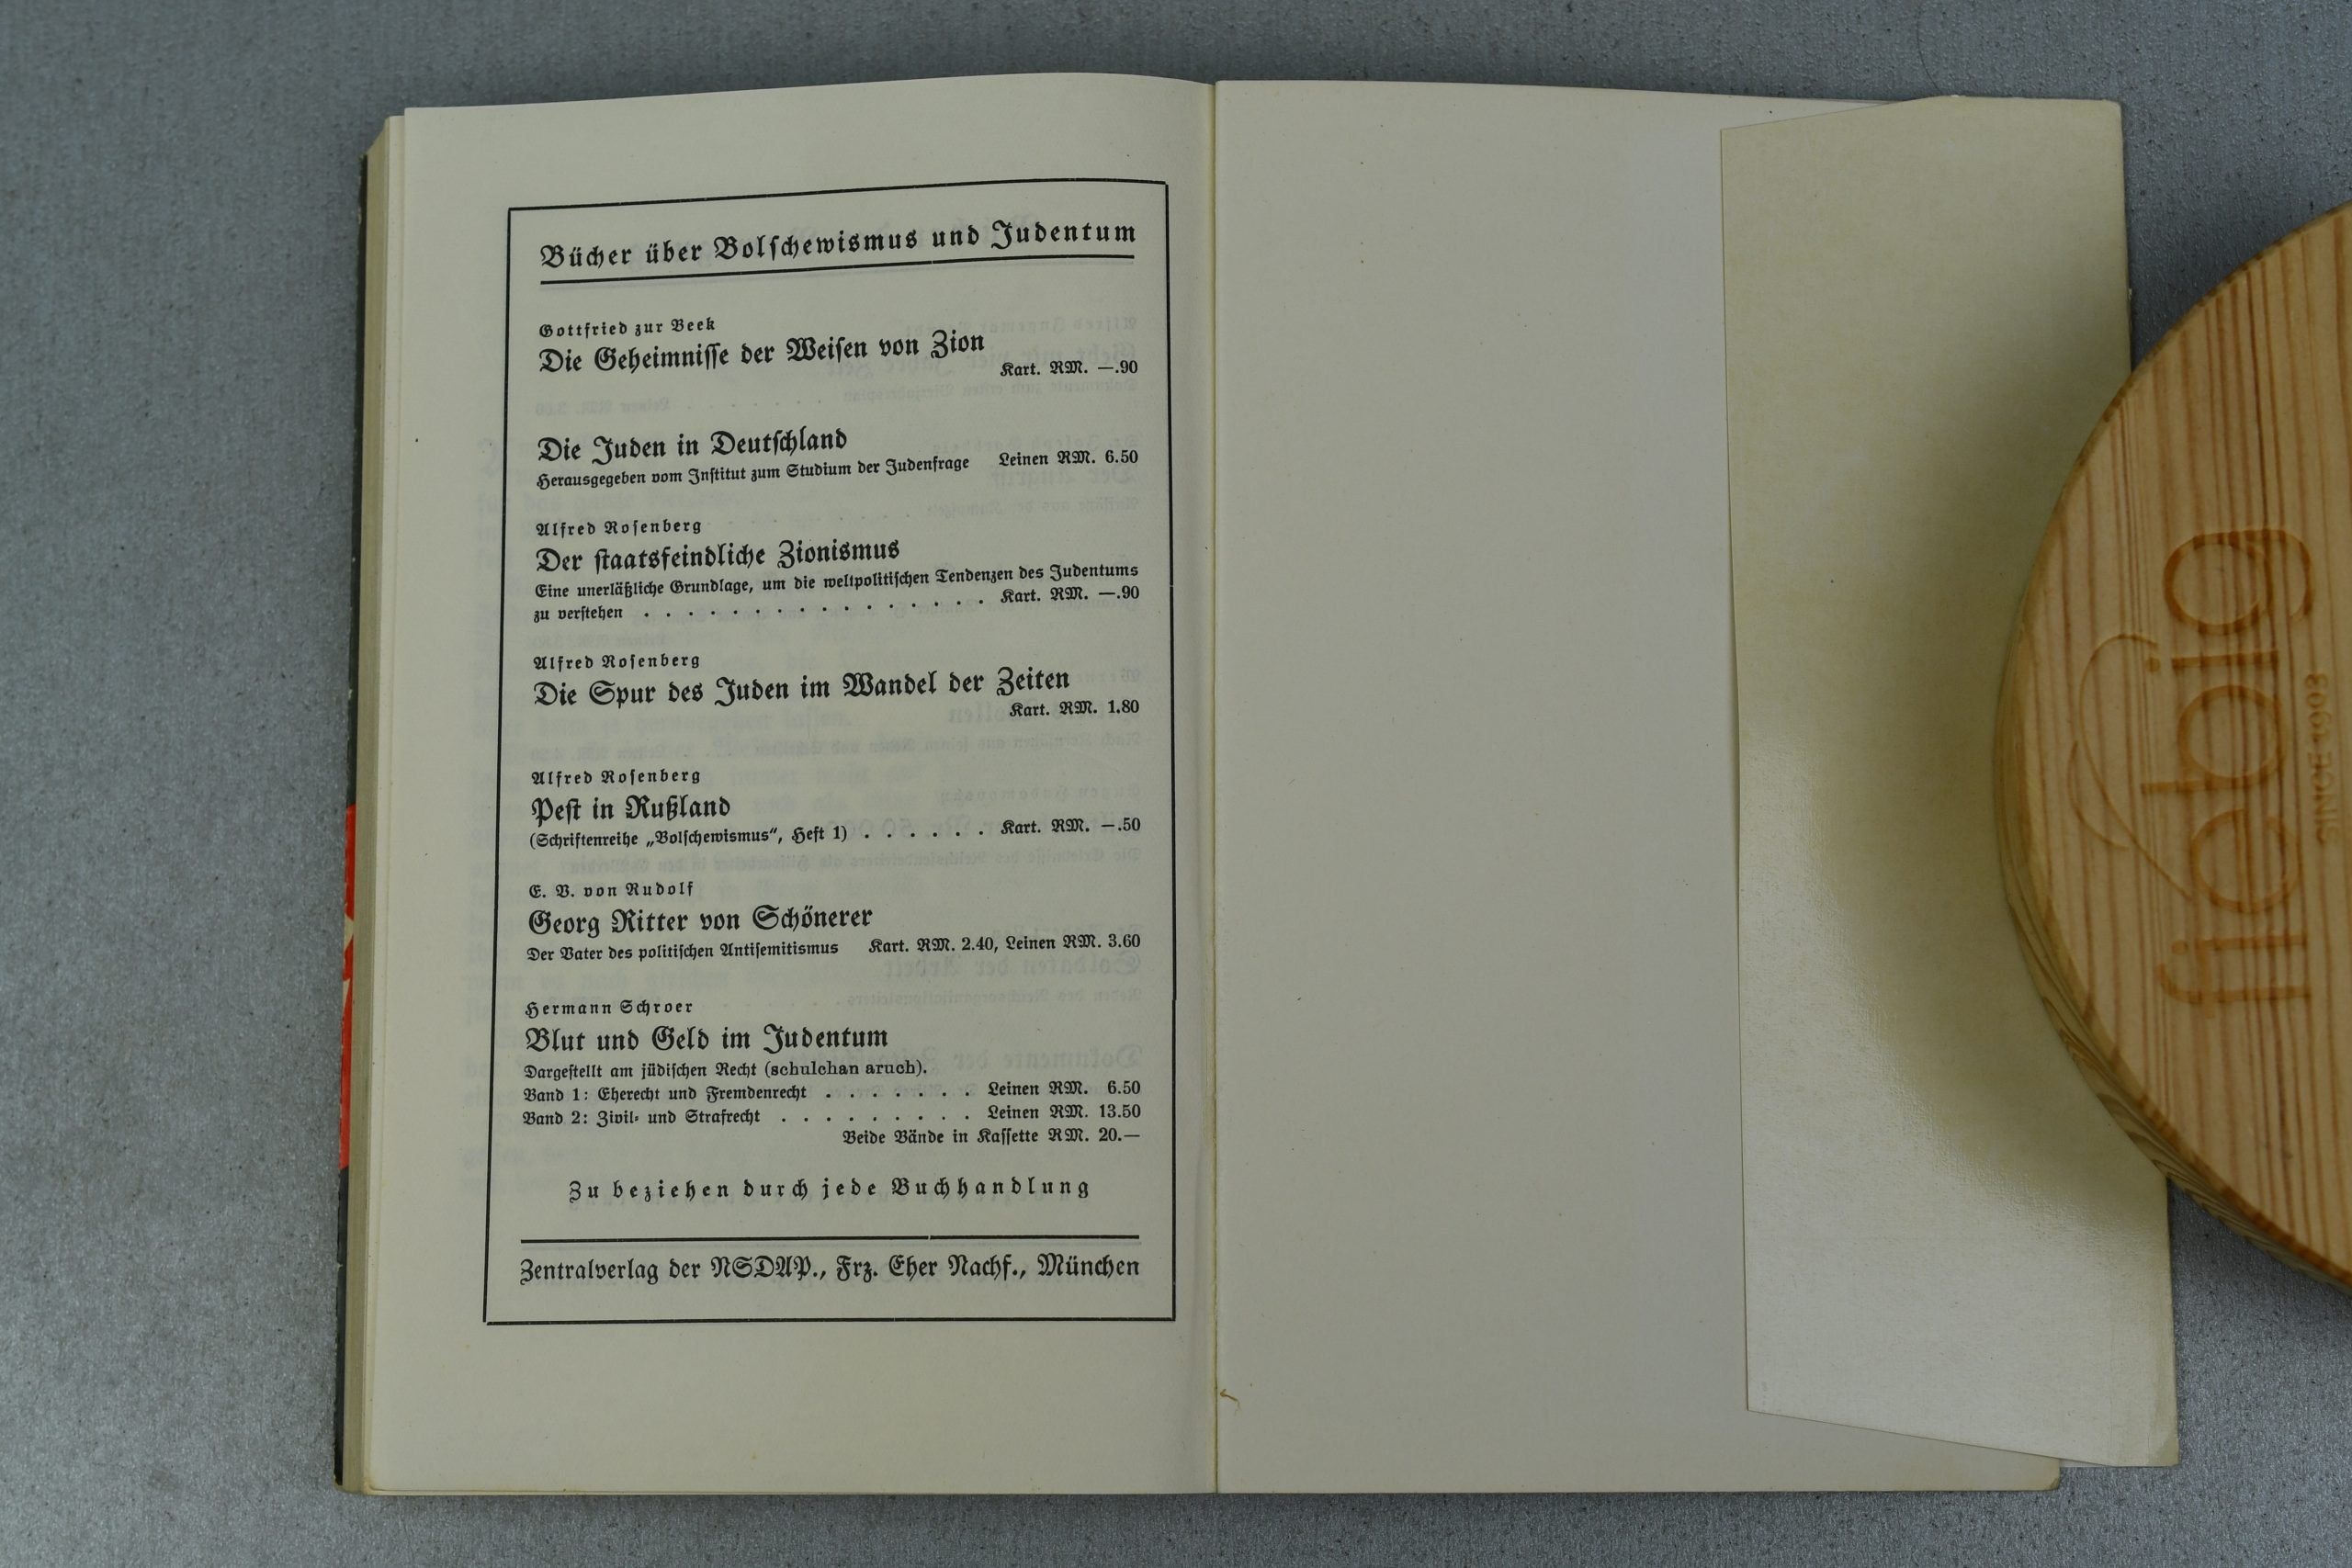 Bücher über Bolschewismus und Judentum
Gottfried zur Beek
Die Geheimnisse der Weisen von Zion
Kart. RM. —.90
Die Juden in Deutschland
Herausgegeben vom Institut zum Studium der Judenfrage Leinen RM. 6.50
Alfred Rosenberg
Der staatsfeindliche Zionismus
Eine unerläßliche Grundlage, um die weltpolitischen Tendenzen des Judentums
zu verstehen . . . . . . . . . . . . . . . . Kart. RM. —.90
Alfred Rosenberg
Die Spur des Juden im Wandel der Zeiten
Kart. RM. 1.80
Alfred Rosenberg
Pest in Rußland
(Schriftenreihe „Bolschewismus“, Heft 1) . . . . . . Kart. RM. —.50
E. V. von Rudolf
Georg Ritter von Schönerer
Der Vater des politischen Antisemitismus Kart. RM. 2.40, Leinen RM. 3.60
Hermann Schroer
Blut und Geld im Judentum
Dargestellt am jüdischen Recht (schulchan aruch).
Band 1: Eherecht und Fremdenrecht . . . . . . . Leinen RM. 6.50
Band 2: Zivil- und Strafrecht . . . . . . . . . Leinen RM. 13.50
Beide Bände in Kassette RM. 20.—
Zu beziehen durch jede Buchhandlung
Zentralverlag der NSDAP., Frz. Eher Nachf., München
fiebig
SINCE 1903